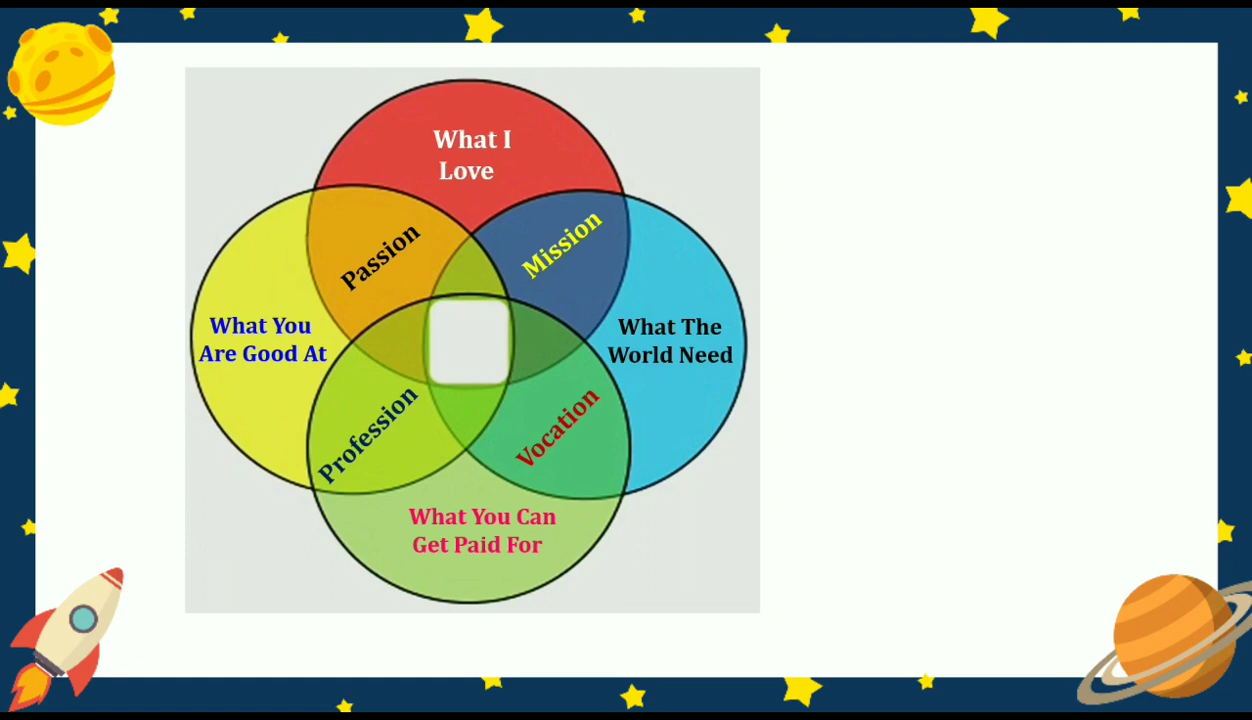 What I
Love
Passion
Mission
What You
Are Good At
What The
World Need
Profession
Vocation
What You Can
Get Paid For